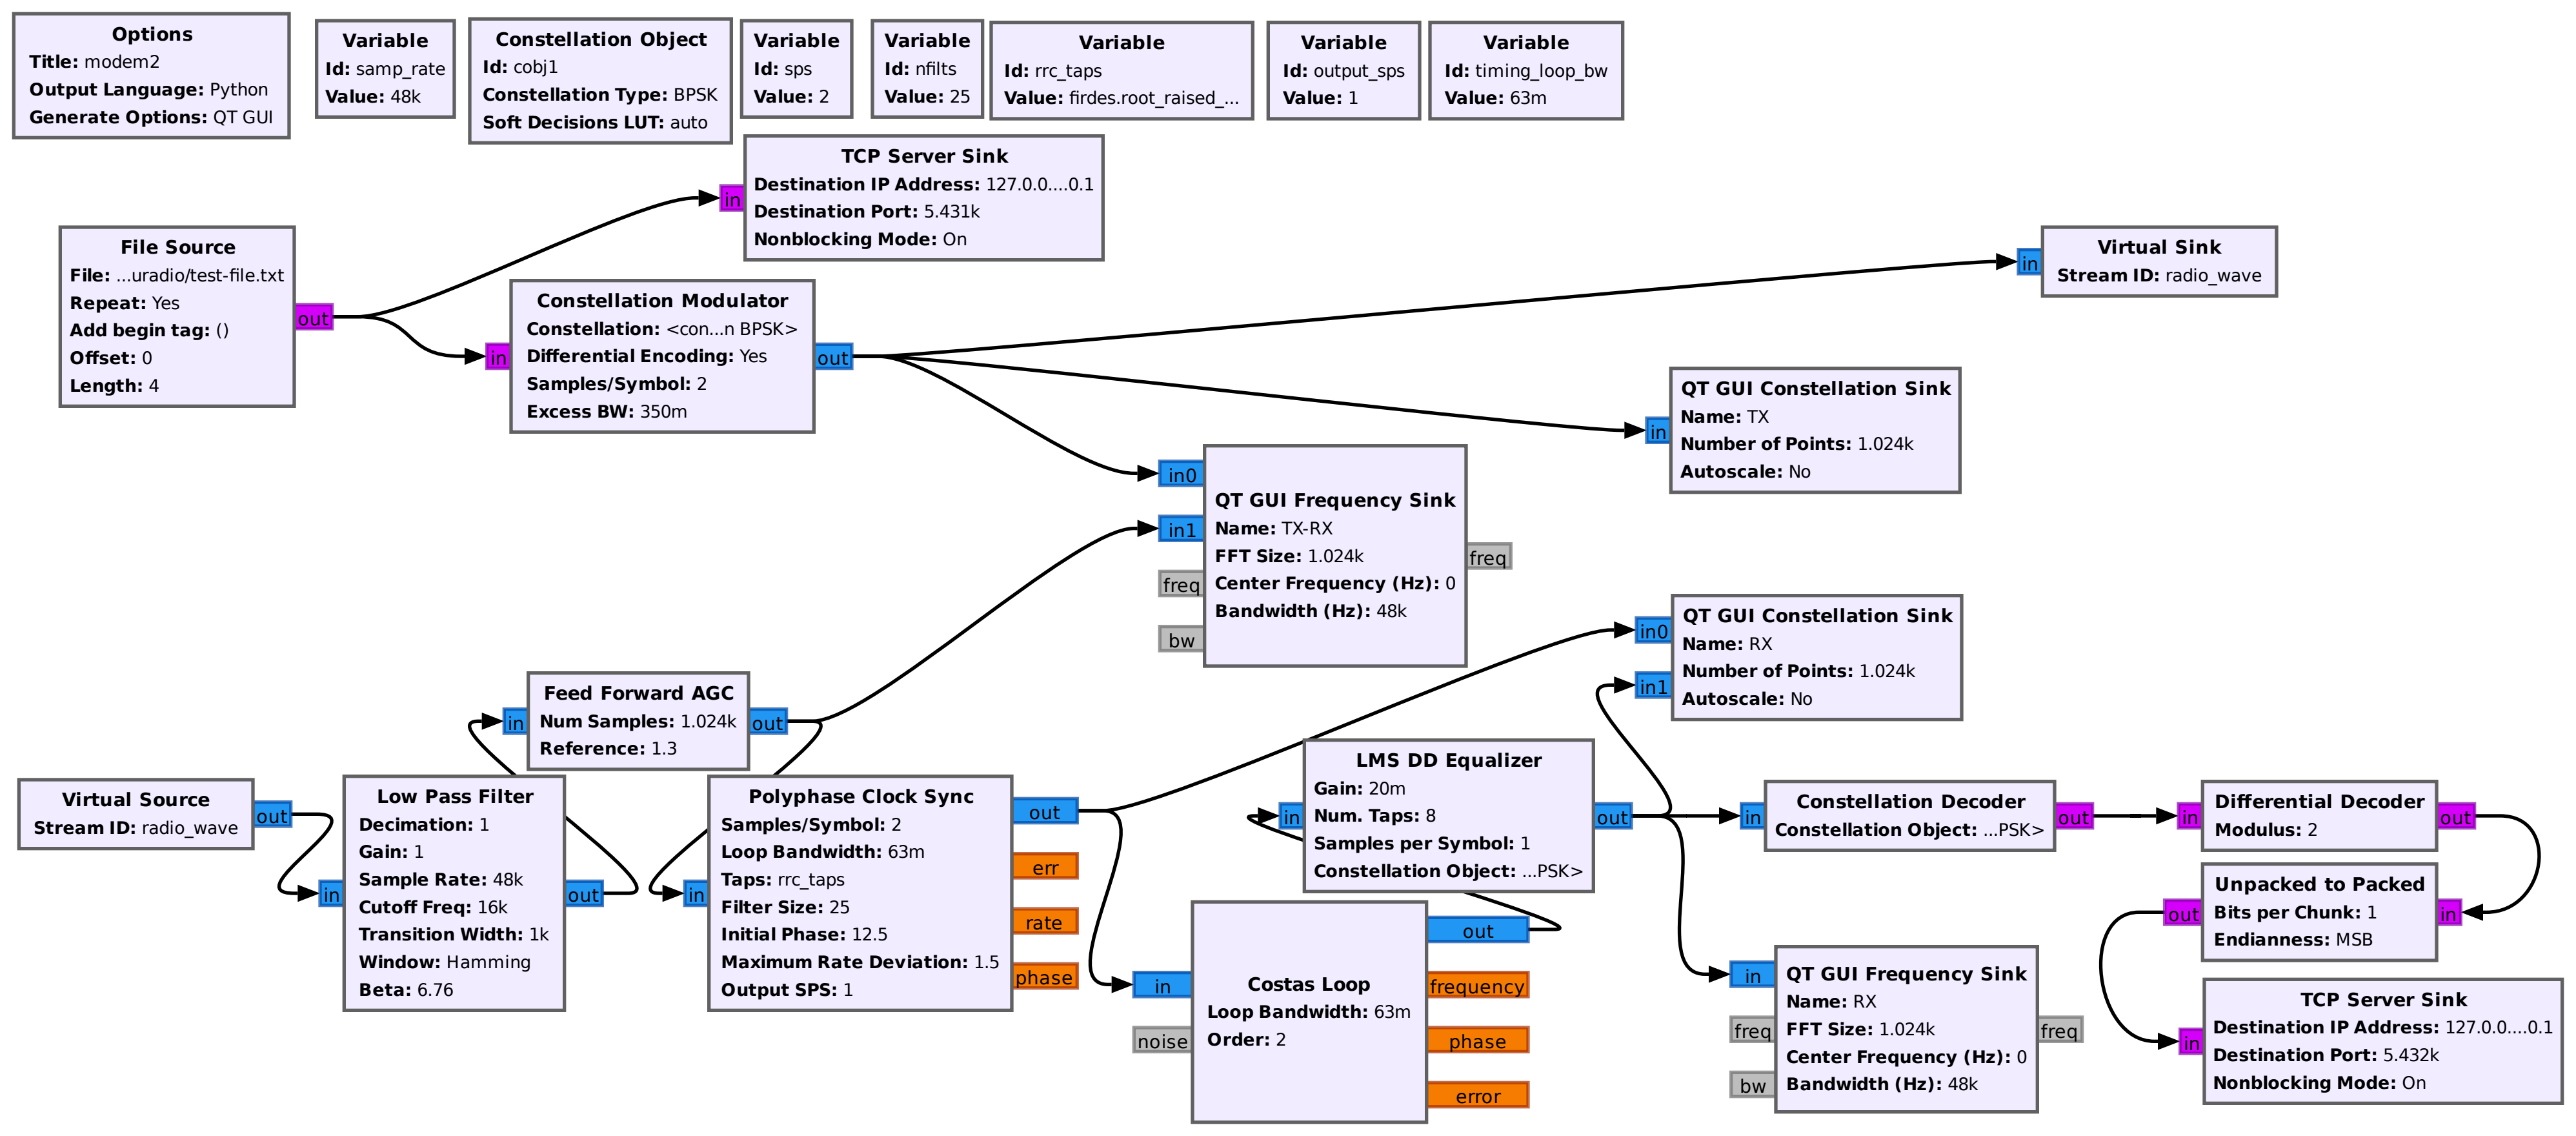 Options
Title: modem2
Output Language: Python
Generate Options: QT GUI
Variable
Id: samp_rate
Value: 48k
Constellation Object
Id: cobj1
Constellation Type: BPSK
Soft Decisions LUT: auto
Variable
Id: sps
Value: 2
Variable
Id: nfilts
Value: 25
Variable
Id: rrc_taps
Value: firdes.root_raised_...
Variable
Id: output_sps
Value: 1
Variable
Id: timing_loop_bw
Value: 63m
TCP Server Sink
Destination IP Address: 127.0.0....0.1
Destination Port: 5.431k
Nonblocking Mode: On
in
File Source
File: ...uradio/test-file.txt
Repeat: Yes
Add begin tag: ()
Offset: 0
Length: 4
out
Constellation Modulator
Constellation: <con...n BPSK>
Differential Encoding: Yes
Samples/Symbol: 2
Excess BW: 350m
in
out
Virtual Sink
Stream ID: radio_wave
in
QT GUI Constellation Sink
Name: TX
Number of Points: 1.024k
Autoscale: No
in
QT GUI Frequency Sink
Name: TX-RX
FFT Size: 1.024k
Center Frequency (Hz): 0
Bandwidth (Hz): 48k
in0
in1
freq
bw
freq
QT GUI Constellation Sink
Name: RX
Number of Points: 1.024k
Autoscale: No
in0
in1
Feed Forward AGC
Num Samples: 1.024k
Reference: 1.3
in
out
Virtual Source
Stream ID: radio_wave
out
Low Pass Filter
Decimation: 1
Gain: 1
Sample Rate: 48k
Cutoff Freq: 16k
Transition Width: 1k
Window: Hamming
Beta: 6.76
in
out
Polyphase Clock Sync
Samples/Symbol: 2
Loop Bandwidth: 63m
Taps: rrc_taps
Filter Size: 25
Initial Phase: 12.5
Maximum Rate Deviation: 1.5
Output SPS: 1
in
out
err
rate
phase
LMS DD Equalizer
Gain: 20m
Num. Taps: 8
Samples per Symbol: 1
Constellation Object: ...PSK>
in
out
Costas Loop
Loop Bandwidth: 63m
Order: 2
in
noise
out
frequency
phase
error
Constellation Decoder
Constellation Object: ...PSK>
in
out
Differential Decoder
Modulus: 2
in
out
Unpacked to Packed
Bits per Chunk: 1
Endianness: MSB
out
in
QT GUI Frequency Sink
Name: RX
FFT Size: 1.024k
Center Frequency (Hz): 0
Bandwidth (Hz): 48k
in
freq
bw
freq
TCP Server Sink
Destination IP Address: 127.0.0....0.1
Destination Port: 5.432k
Nonblocking Mode: On
in